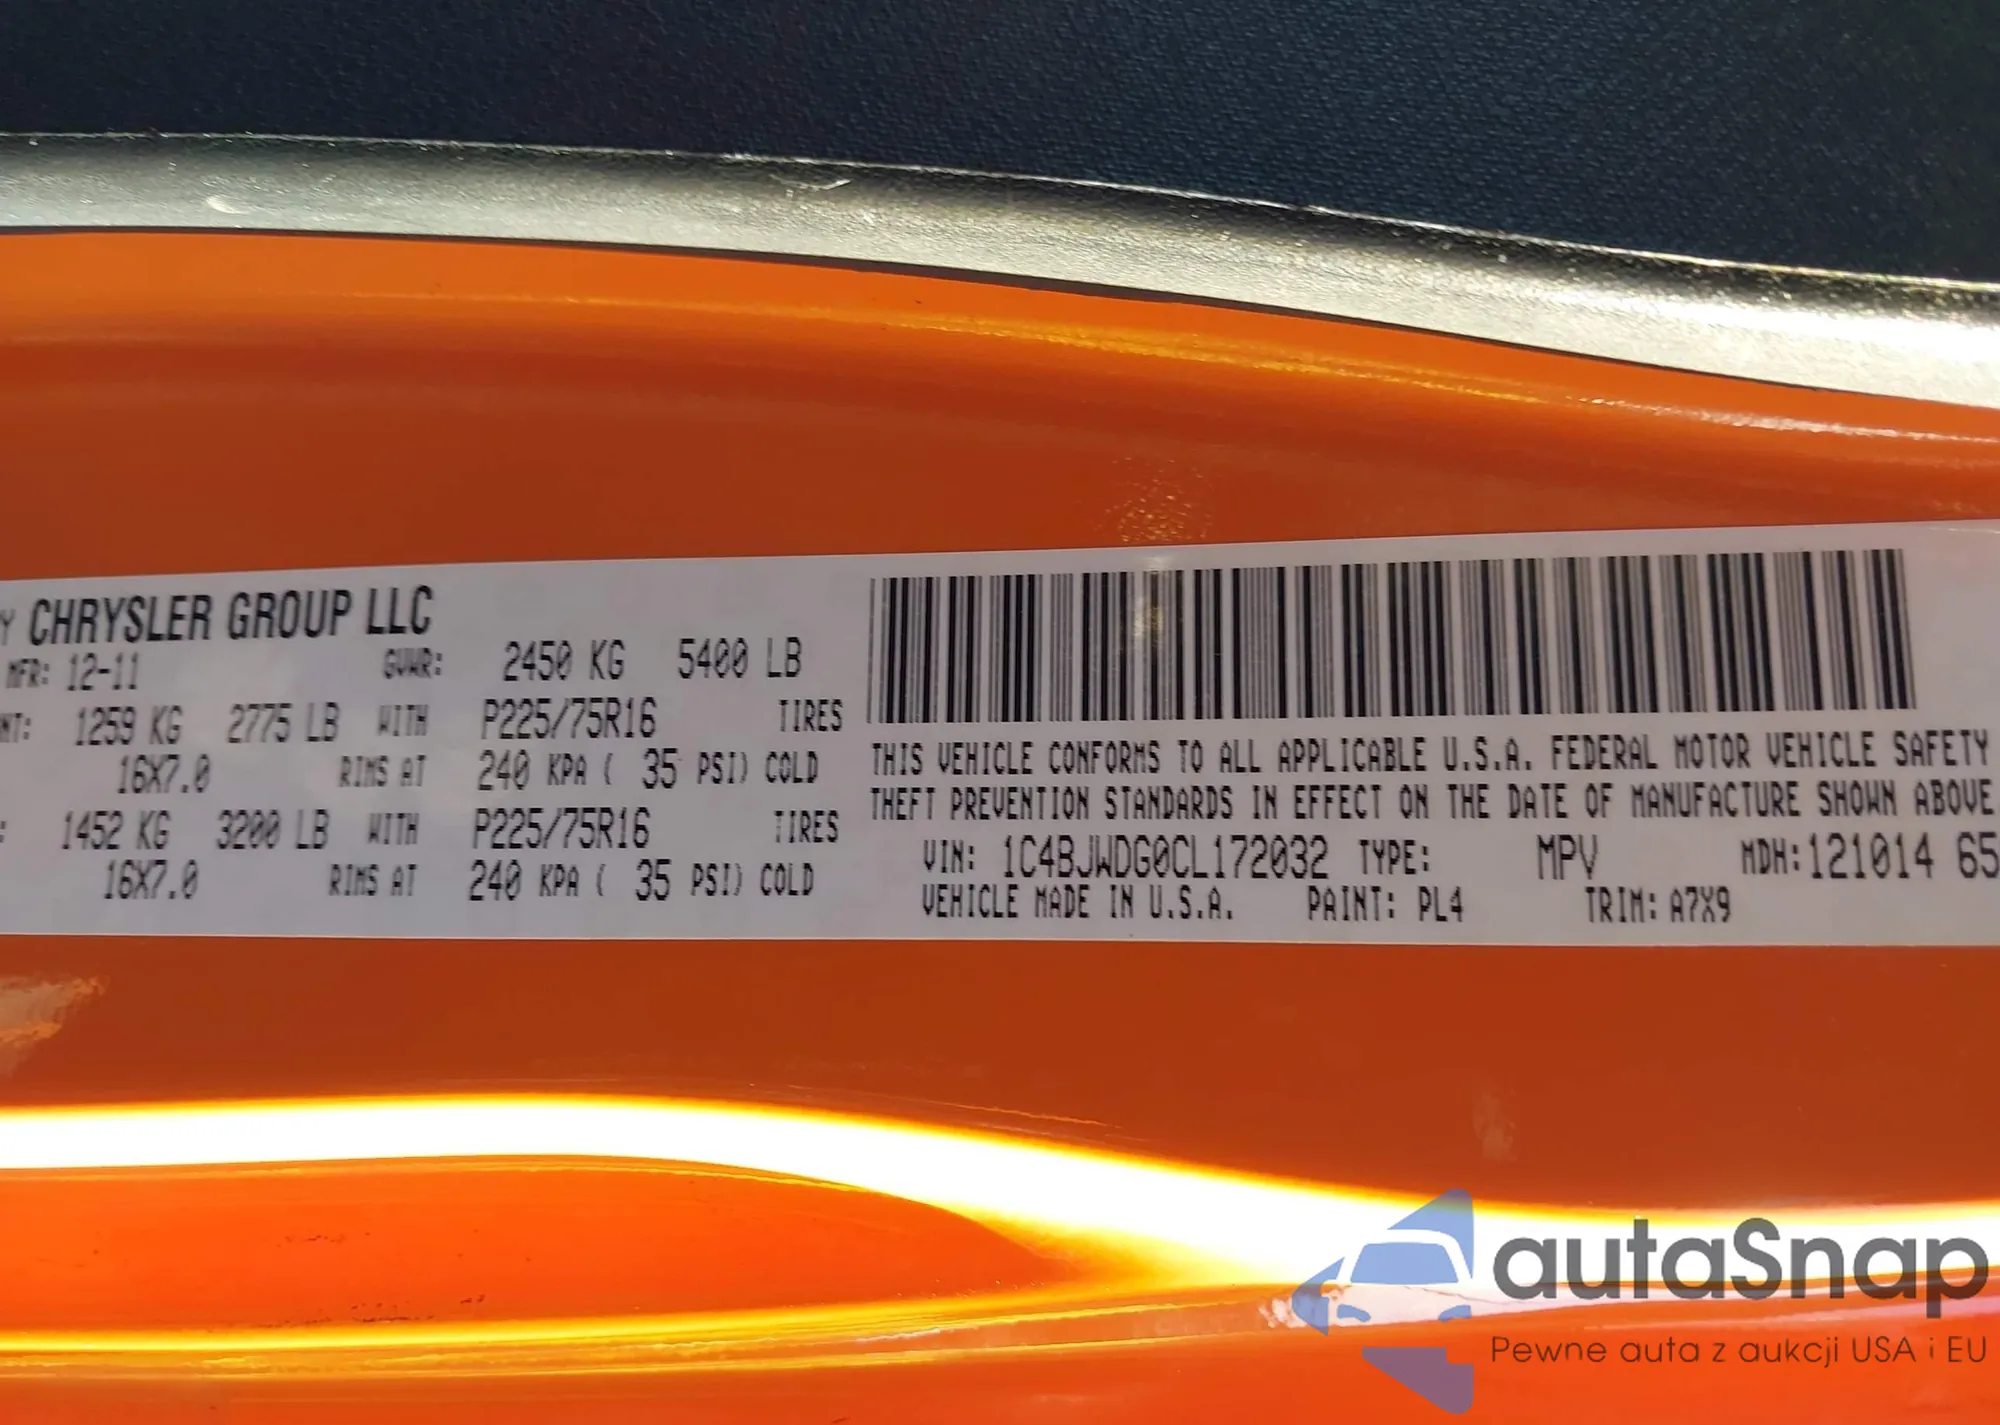 CHRYSLER GROUP LLC
MFR: 12-11 GVWR: 2450 KG 5400 LB
1259 KG 2775 LB WITH P225/75R16 TIRES
16X7.0 RIMS AT 240 KPA ( 35 PSI) COLD
1452 KG 3200 LB WITH P225/75R16 TIRES
16X7.0 RIMS AT 240 KPA ( 35 PSI) COLD
THIS VEHICLE CONFORMS TO ALL APPLICABLE U.S.A. FEDERAL MOTOR VEHICLE SAFETY
THEFT PREVENTION STANDARDS IN EFFECT ON THE DATE OF MANUFACTURE SHOWN ABOVE
VIN: 1C4BJWDG0CL172032 TYPE: MPV MDH: 121014 65
VEHICLE MADE IN U.S.A. PAINT: PL4 TRIM: A7X9
autaSnap
Pewne auta z aukcji USA i EU